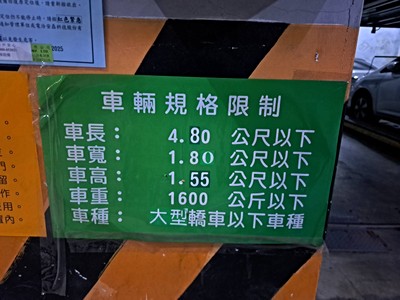 車輛規格限制
車長： 4.80 公尺以下
車寬： 1.80 公尺以下
車高： 1.55 公尺以下
車重： 1600 公斤以下
車種： 大型轎車以下車種
2025